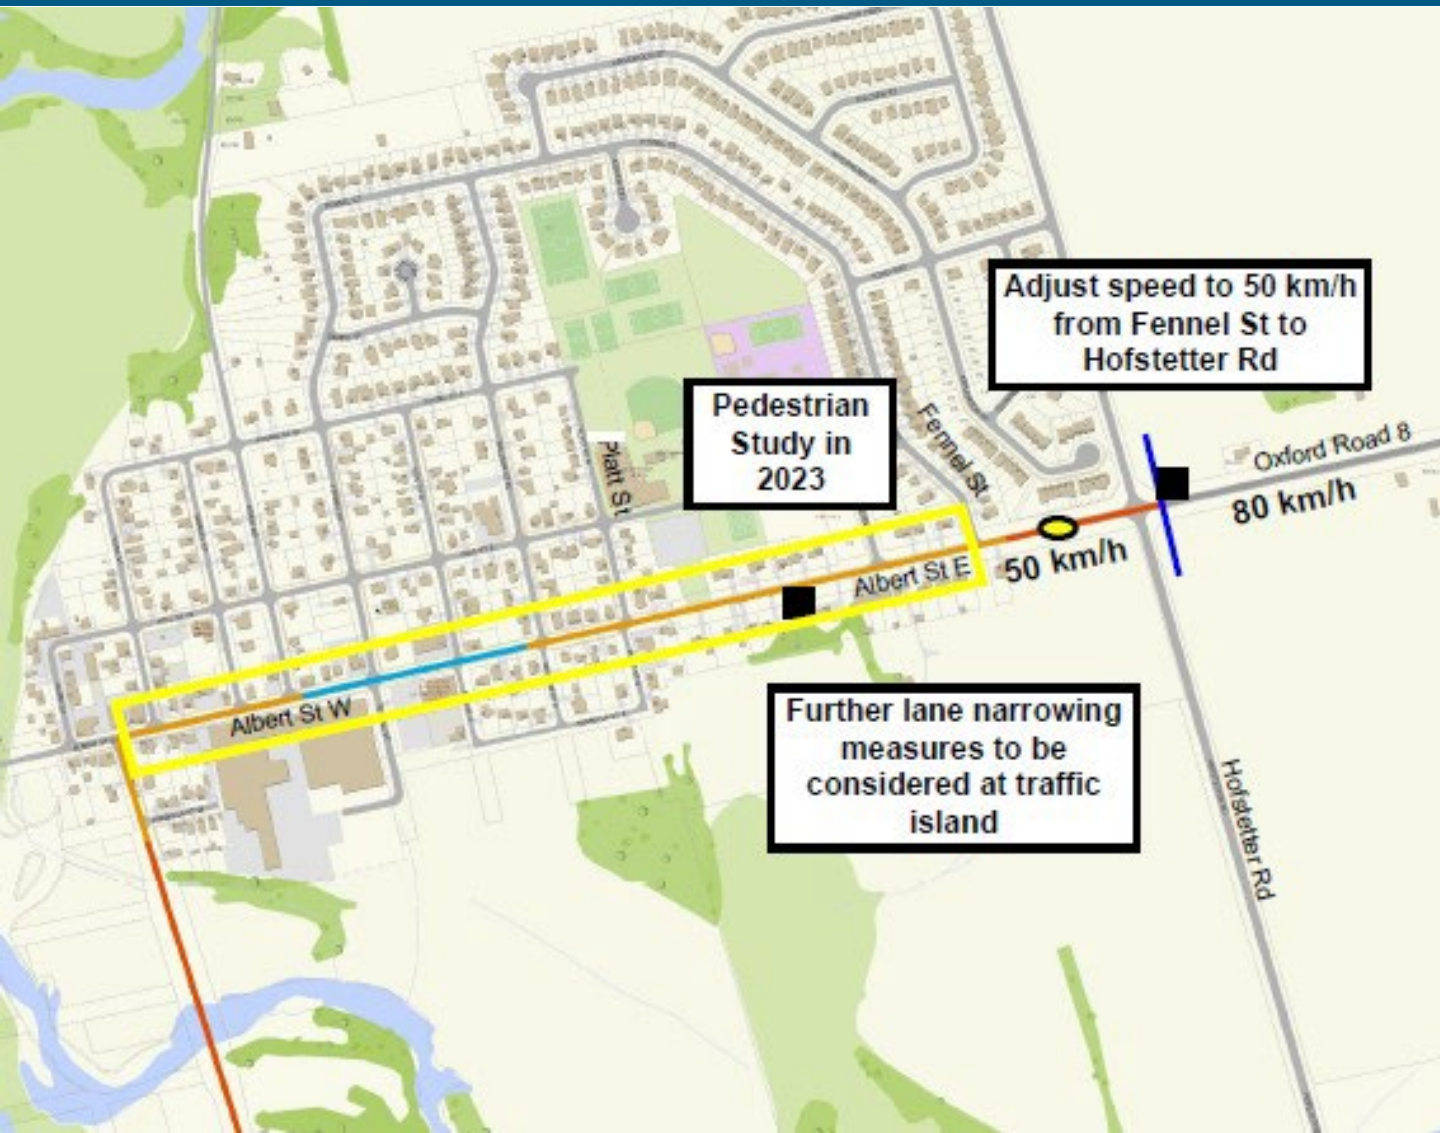 Adjust speed to 50 km/h
from Fennel St to
Hofstetter Rd
Pedestrian
Study in
2023
Fennel St
Platt St
Oxford Road 8
80 km/h
50 km/h
Albert St E
Albert St W
Further lane narrowing
measures to be
considered at traffic
island
Hofstetter Rd